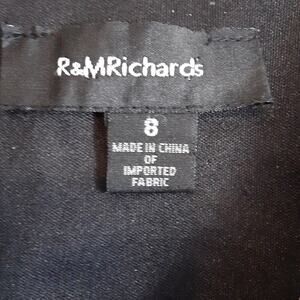 R&MRichards
8
MADE IN CHINA
OF
IMPORTED
FABRIC